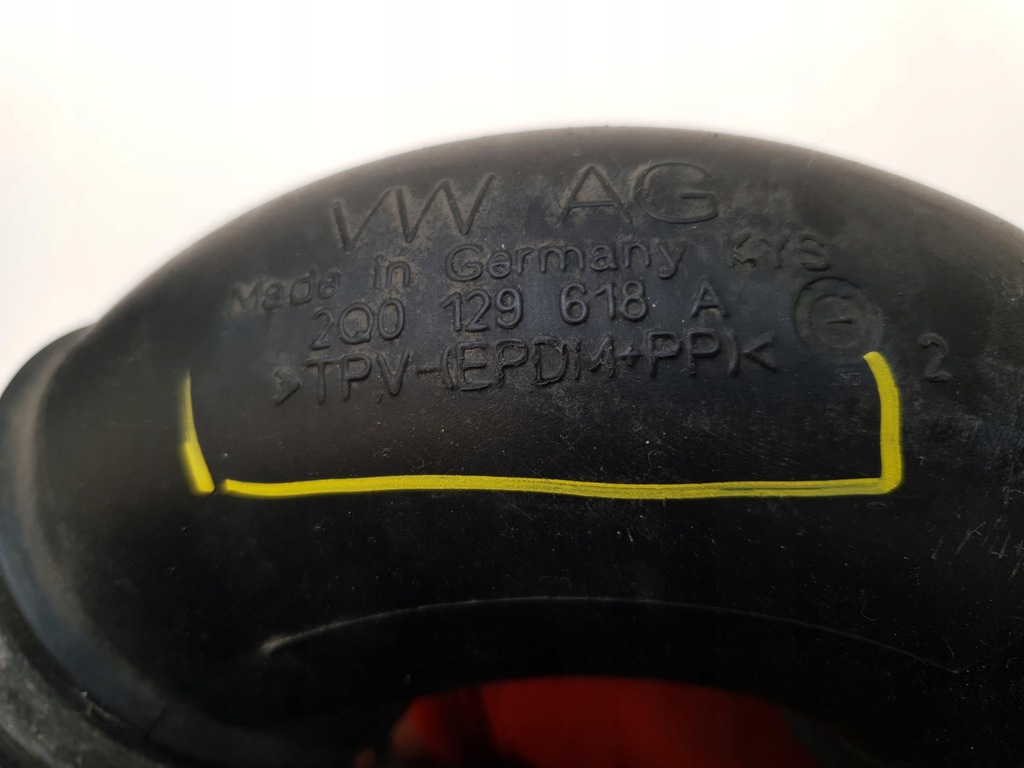 VW AG
Made in Germany KYS
2Q0 129 618 A
>TPV-(EPDM+PP)<
2